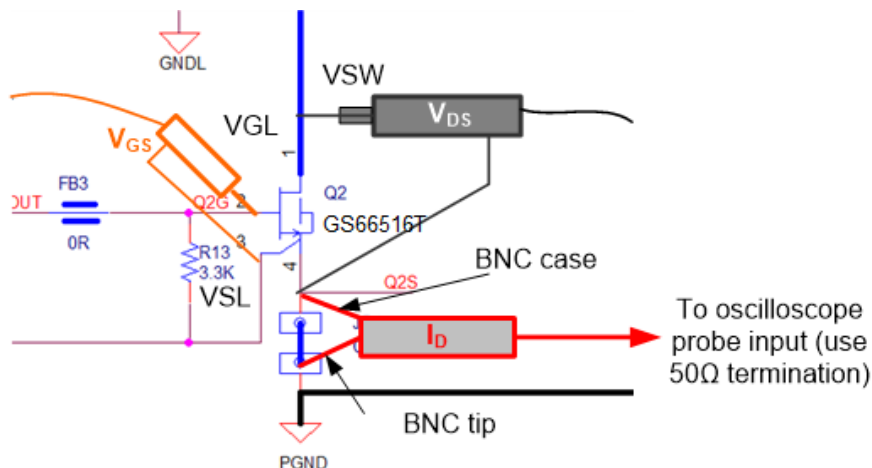 GNDL
VSW
VDS
VGS
VGL
1
FB3
OUT
Q2G
2
Q2
GS66516T
0R
R13
3.3K
3
4
VSL
BNC case
Q2S
ID
To oscilloscope
probe input (use
50Ω termination)
BNC tip
PGND